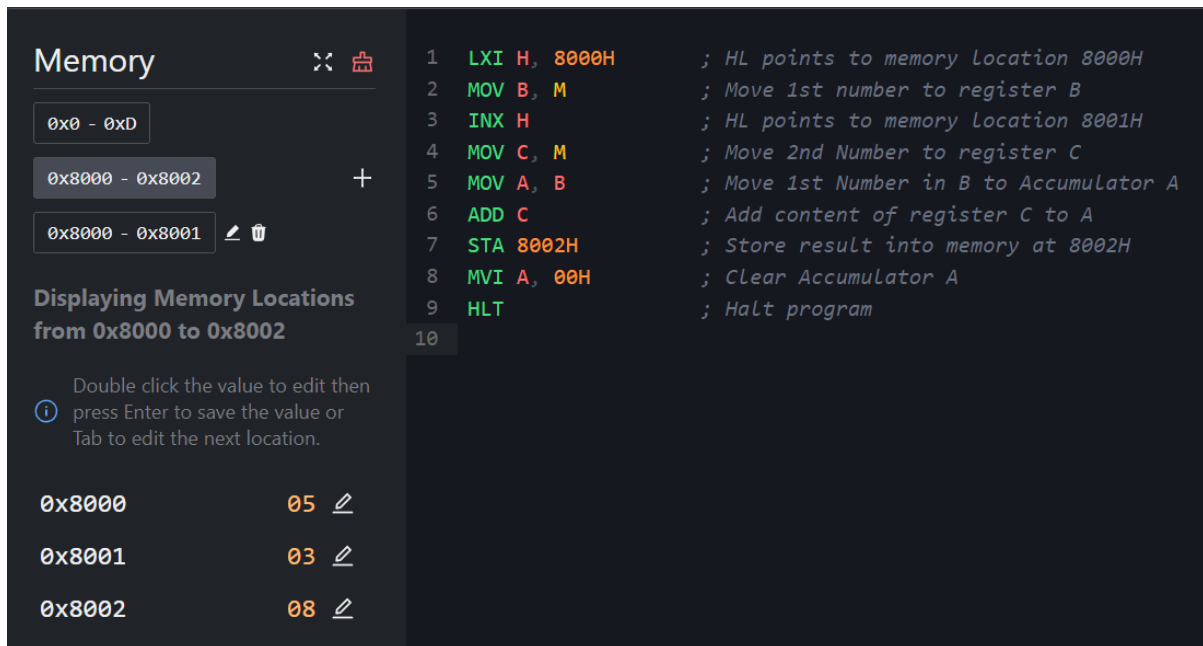 Memory
0x0 - 0xD
0x8000 - 0x8002
0x8000 - 0x8001
Displaying Memory Locations
from 0x8000 to 0x8002
Double click the value to edit then
press Enter to save the value or
Tab to edit the next location.
0x8000 05
0x8001 03
0x8002 08
1 LXI H, 8000H ; HL points to memory location 8000H
2 MOV B, M ; Move 1st number to register B
3 INX H ; HL points to memory location 8001H
4 MOV C, M ; Move 2nd Number to register C
5 MOV A, B ; Move 1st Number in B to Accumulator A
6 ADD C ; Add content of register C to A
7 STA 8002H ; Store result into memory at 8002H
8 MVI A, 00H ; Clear Accumulator A
9 HLT ; Halt program
10